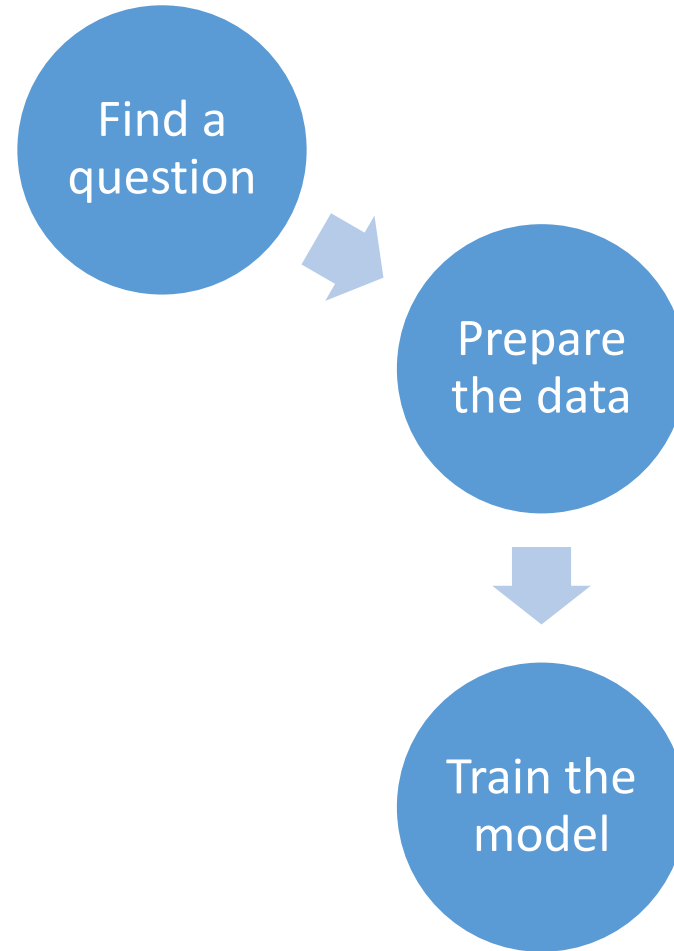 Find a
question
Prepare
the data
Train the
model